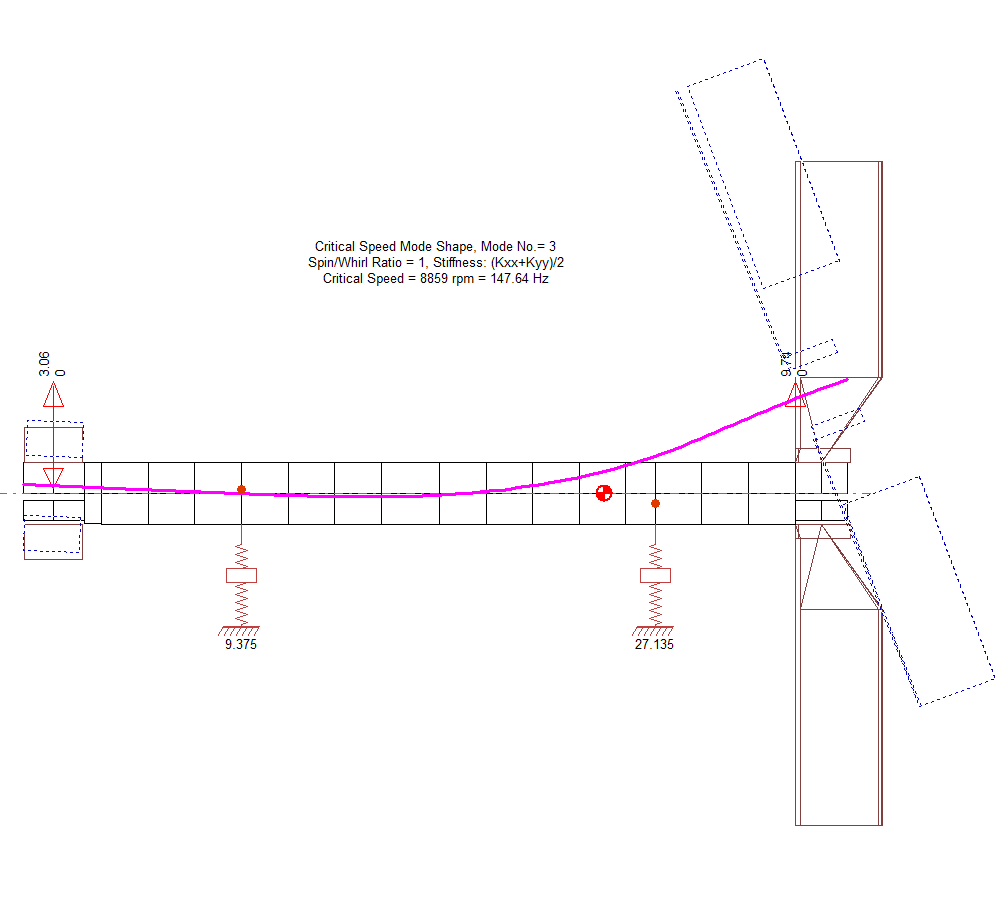 Critical Speed Mode Shape, Mode No.= 3
Spin/Whirl Ratio = 1, Stiffness: (Kxx+Kyy)/2
Critical Speed = 8859 rpm = 147.64 Hz
3.06
0
0
9.375
27.135